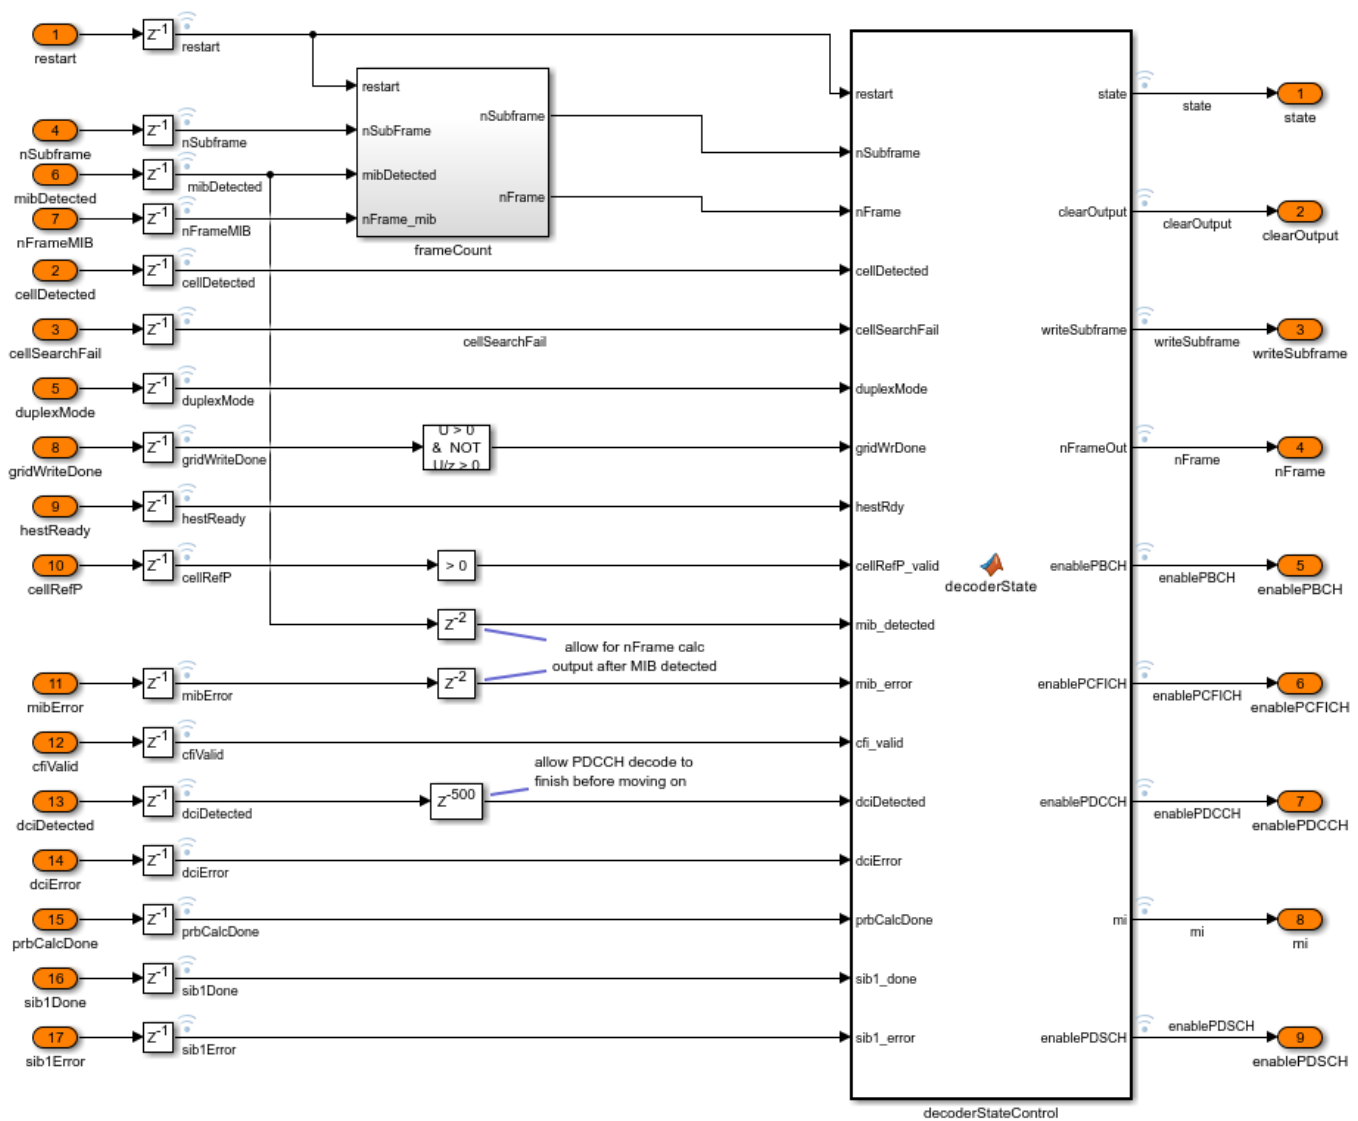 1
restart
Z-1
restart
4
nSubframe
Z-1
nSubframe
6
mibDetected
Z-1
mibDetected
7
nFrameMIB
Z-1
nFrameMIB
restart
nSubFrame
mibDetected
nFrame_mib
nSubframe
nFrame
frameCount
2
cellDetected
Z-1
cellDetected
3
cellSearchFail
Z-1
cellSearchFail
5
duplexMode
Z-1
duplexMode
8
gridWriteDone
Z-1
gridWriteDone
U > 0
& NOT
U/z > 0
9
hestReady
Z-1
hestReady
10
cellRefP
Z-1
cellRefP
> 0
Z-2
allow for nFrame calc
output after MIB detected
11
mibError
Z-1
mibError
Z-2
12
cfiValid
Z-1
cfiValid
allow PDCCH decode to
finish before moving on
13
dciDetected
Z-1
dciDetected
Z-500
14
dciError
Z-1
dciError
15
prbCalcDone
Z-1
prbCalcDone
16
sib1Done
Z-1
sib1Done
17
sib1Error
Z-1
sib1Error
restart
nSubframe
nFrame
cellDetected
cellSearchFail
duplexMode
gridWrDone
hestRdy
cellRefP_valid
mib_detected
mib_error
cfi_valid
dciDetected
dciError
prbCalcDone
sib1_done
sib1_error
decoderState
state
clearOutput
writeSubframe
nFrameOut
enablePBCH
enablePCFICH
enablePDCCH
mi
enablePDSCH
decoderStateControl
state
1
state
clearOutput
2
clearOutput
writeSubframe
3
writeSubframe
nFrame
4
nFrame
enablePBCH
5
enablePBCH
enablePCFICH
6
enablePCFICH
enablePDCCH
7
enablePDCCH
mi
8
mi
enablePDSCH
9
enablePDSCH